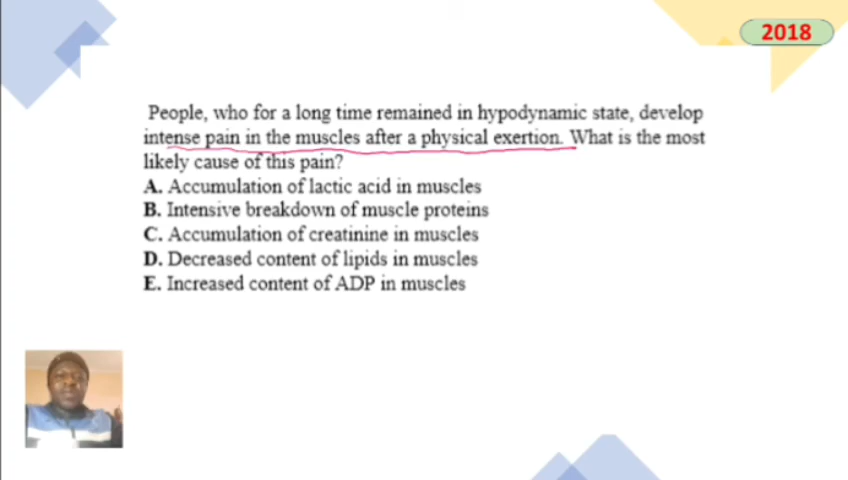 2018
People, who for a long time remained in hypodynamic state, develop
intense pain in the muscles after a physical exertion. What is the most
likely cause of this pain?
A. Accumulation of lactic acid in muscles
B. Intensive breakdown of muscle proteins
C. Accumulation of creatinine in muscles
D. Decreased content of lipids in muscles
E. Increased content of ADP in muscles